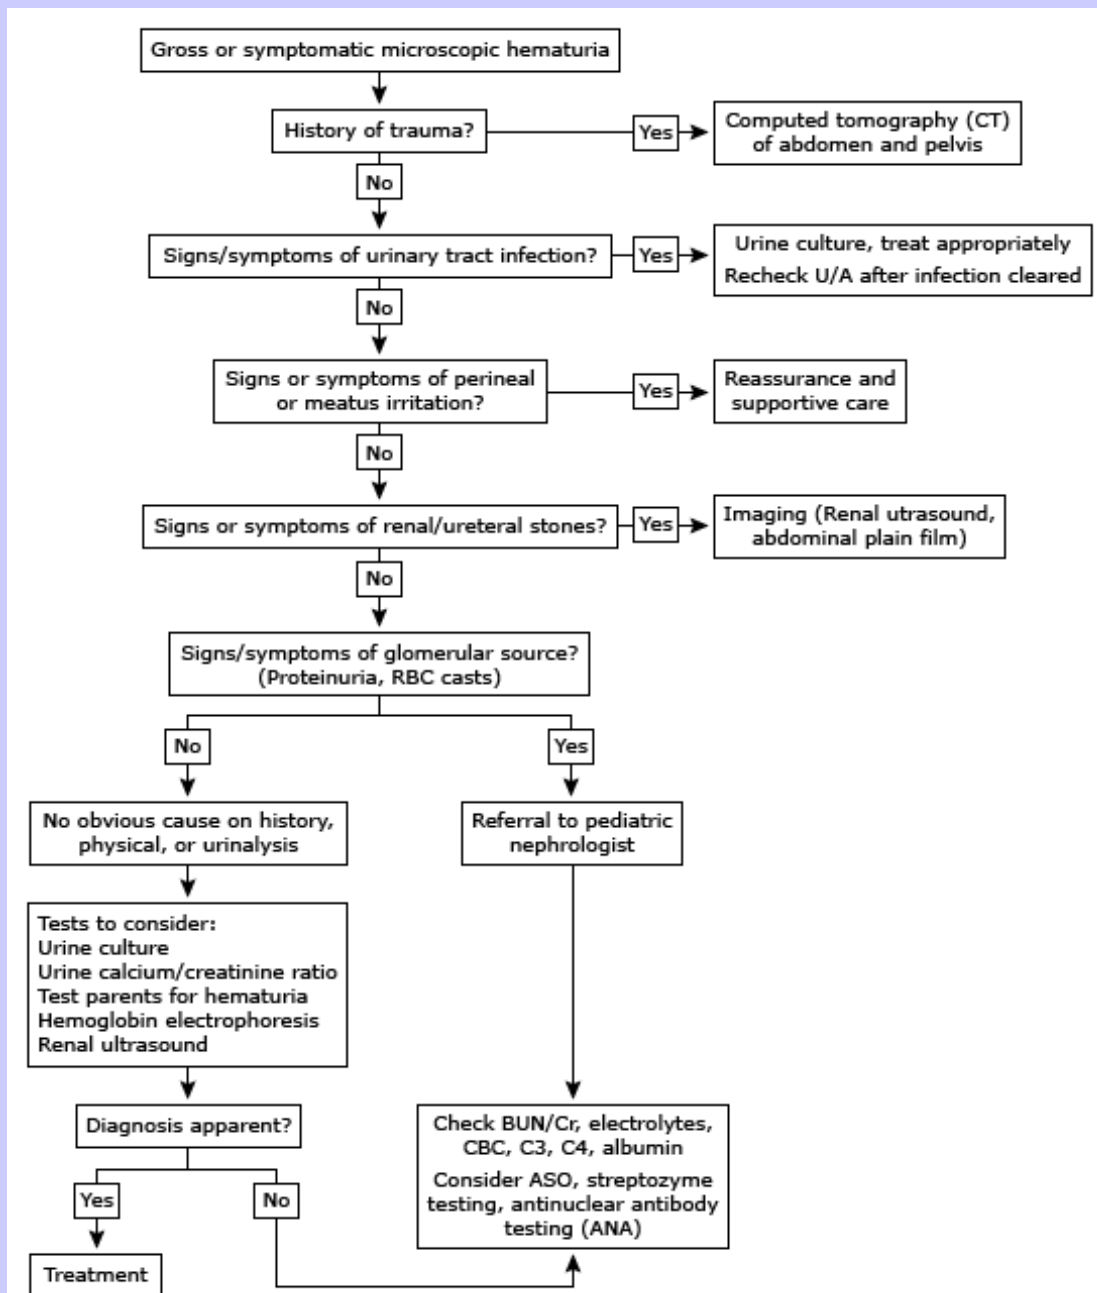 Gross or symptomatic microscopic hematuria
History of trauma?
Yes
Computed tomography (CT)
of abdomen and pelvis
No
Signs/symptoms of urinary tract infection?
Yes
Urine culture, treat appropriately
Recheck U/A after infection cleared
No
Signs or symptoms of perineal
or meatus irritation?
Yes
Reassurance and
supportive care
No
Signs or symptoms of renal/ureteral stones?
Yes
Imaging (Renal utrasound,
abdominal plain film)
No
Signs/symptoms of glomerular source?
(Proteinuria, RBC casts)
No
Yes
No obvious cause on history,
physical, or urinalysis
Referral to pediatric
nephrologist
Tests to consider:
Urine culture
Urine calcium/creatinine ratio
Test parents for hematuria
Hemoglobin electrophoresis
Renal ultrasound
Diagnosis apparent?
Check BUN/Cr, electrolytes,
CBC, C3, C4, albumin
Consider ASO, streptozyme
testing, antinuclear antibody
testing (ANA)
Yes
No
Treatment